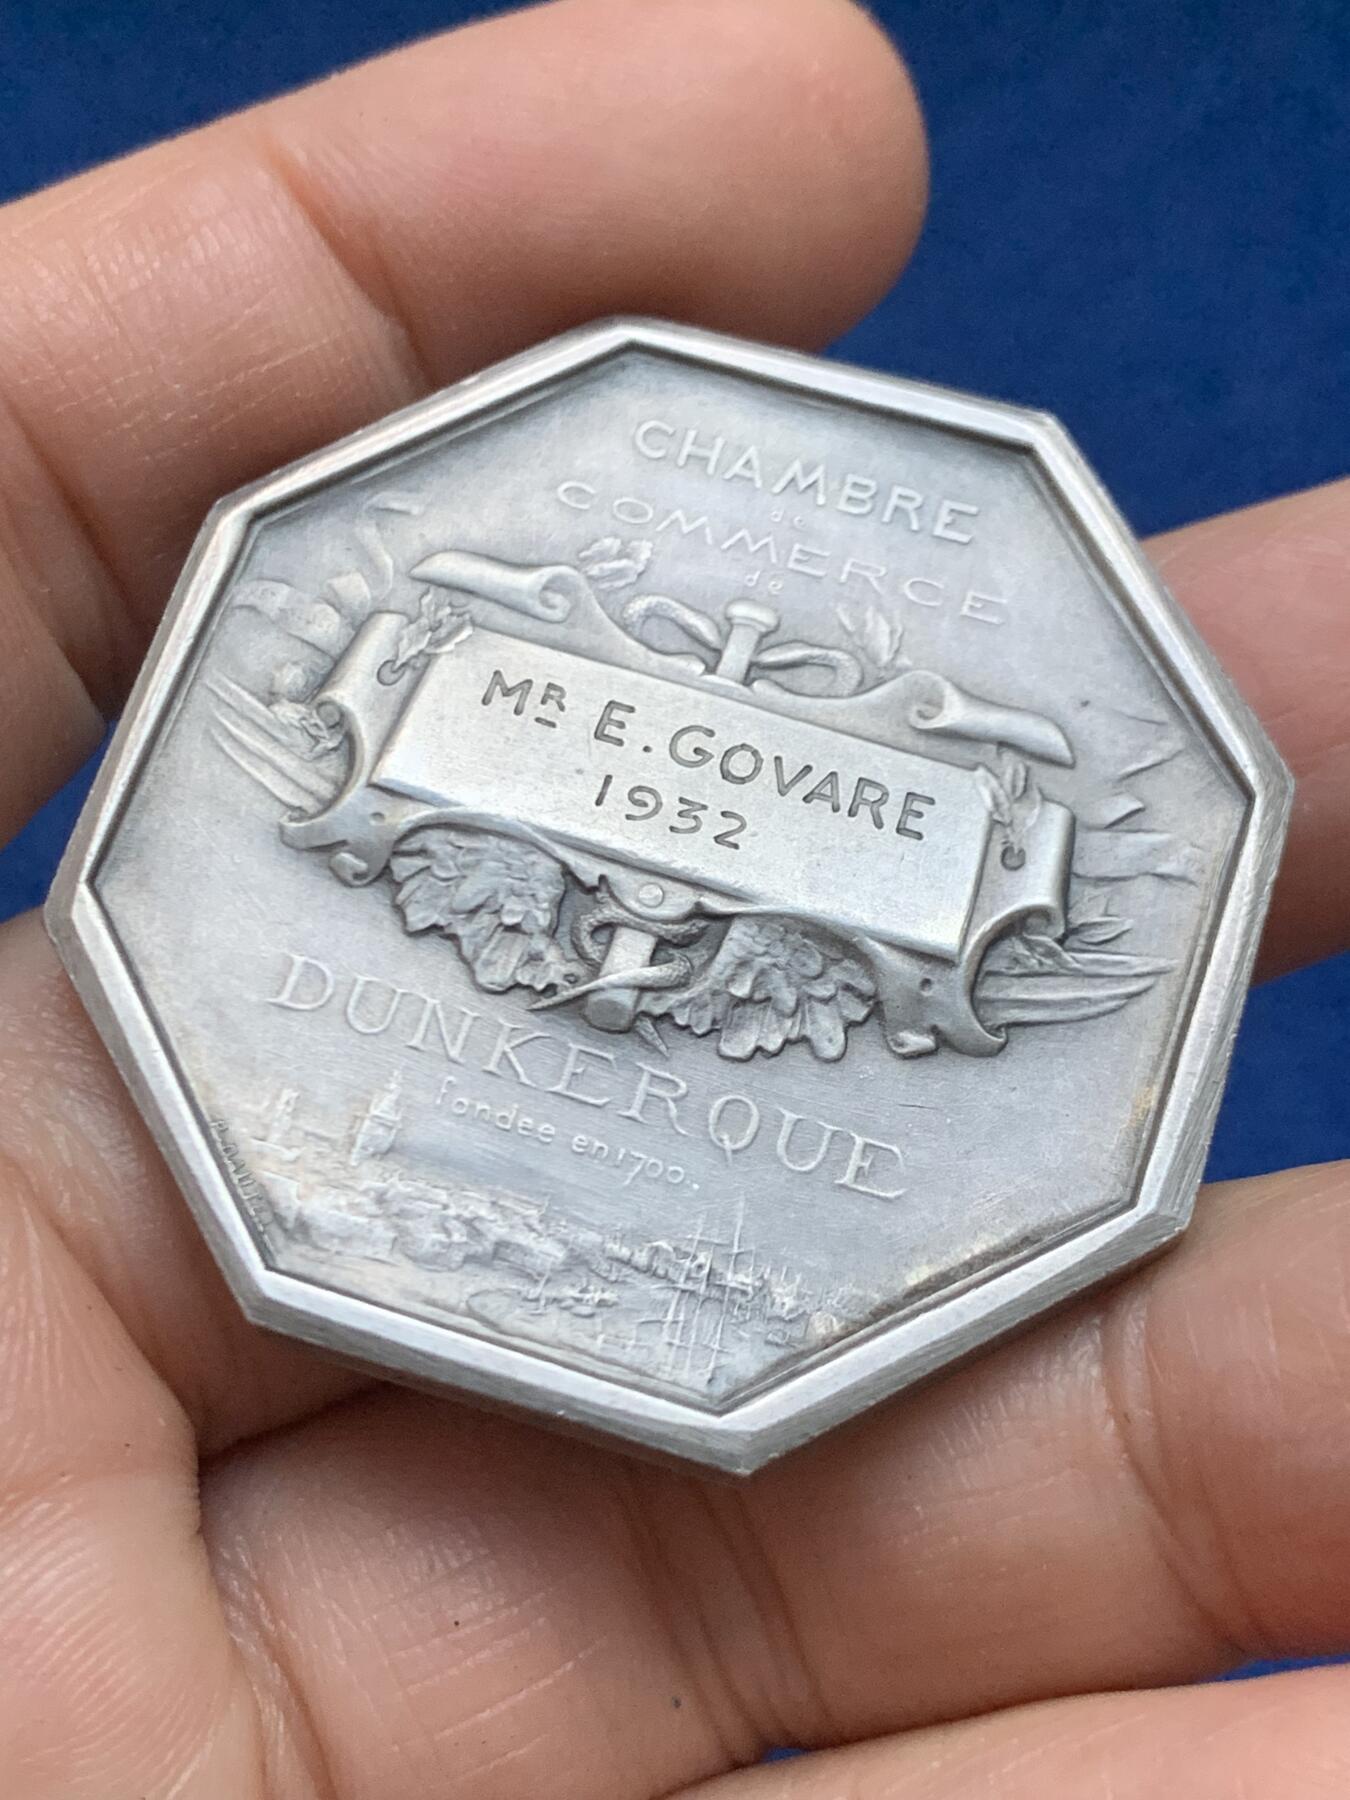 CHAMBRE
de
COMMERCE
de
MR E. GOVARE
1932
DUNKERQUE
fondée en 1700.